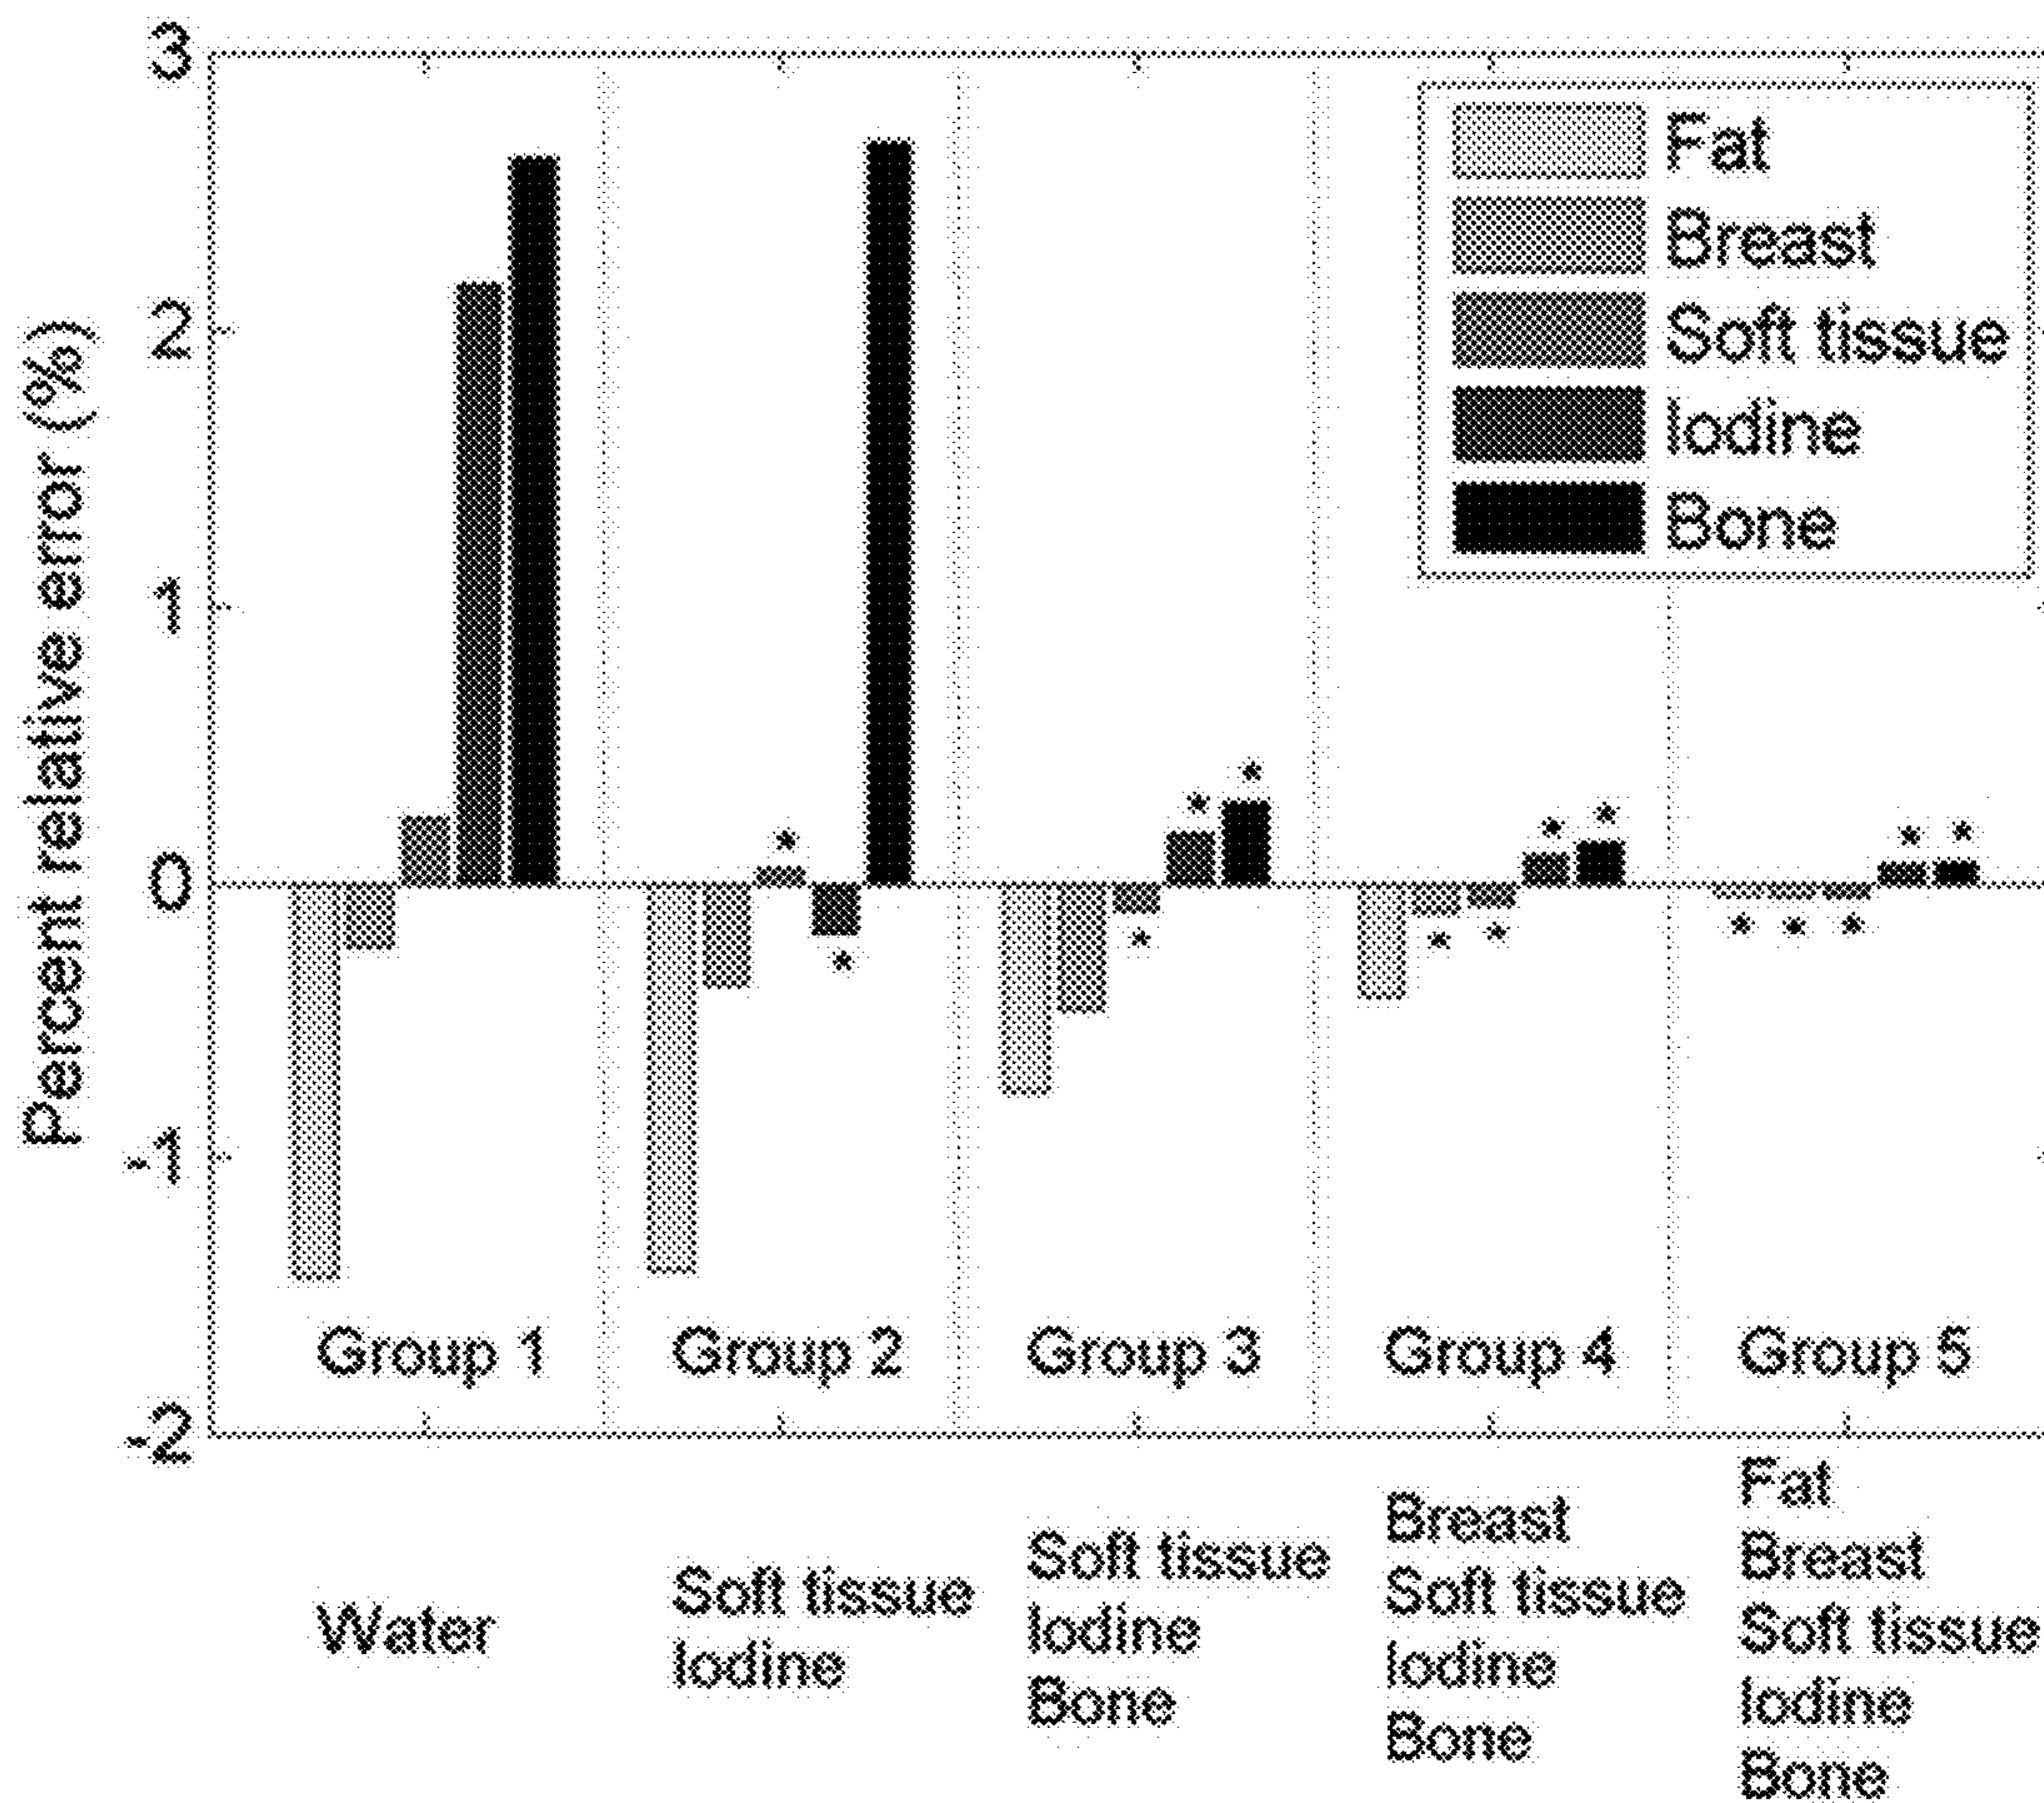 Percent relative error (%)
3
2
1
0
-1
-2
Fat
Breast
Soft tissue
Iodine
Bone
*
*
*
*
*
*
*
*
*
*
*
*
*
*
Group 1
Group 2
Group 3
Group 4
Group 5
Water
Soft tissue
Iodine
Soft tissue
Iodine
Bone
Breast
Soft tissue
Iodine
Bone
Fat
Breast
Soft tissue
Iodine
Bone